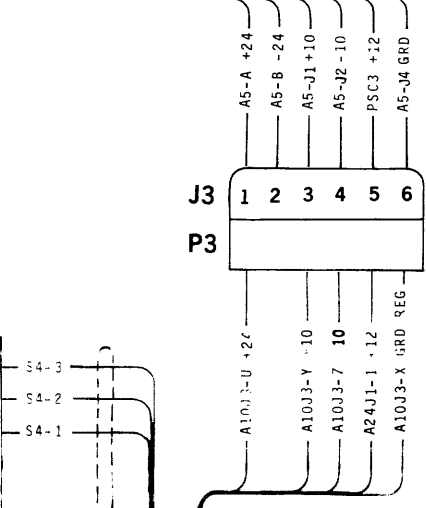 A5-A +24
A5-B -24
A5-J1 +10
A5-J2 -10
PSC3 +12
A5-J4 GRD
J3 1 2 3 4 5 6
P3
+24
A10J3-Y +10
A10J3-7 10
A24J1-1 +12
A10J3-X GRD REG
S4-3
S4-2
S4-1